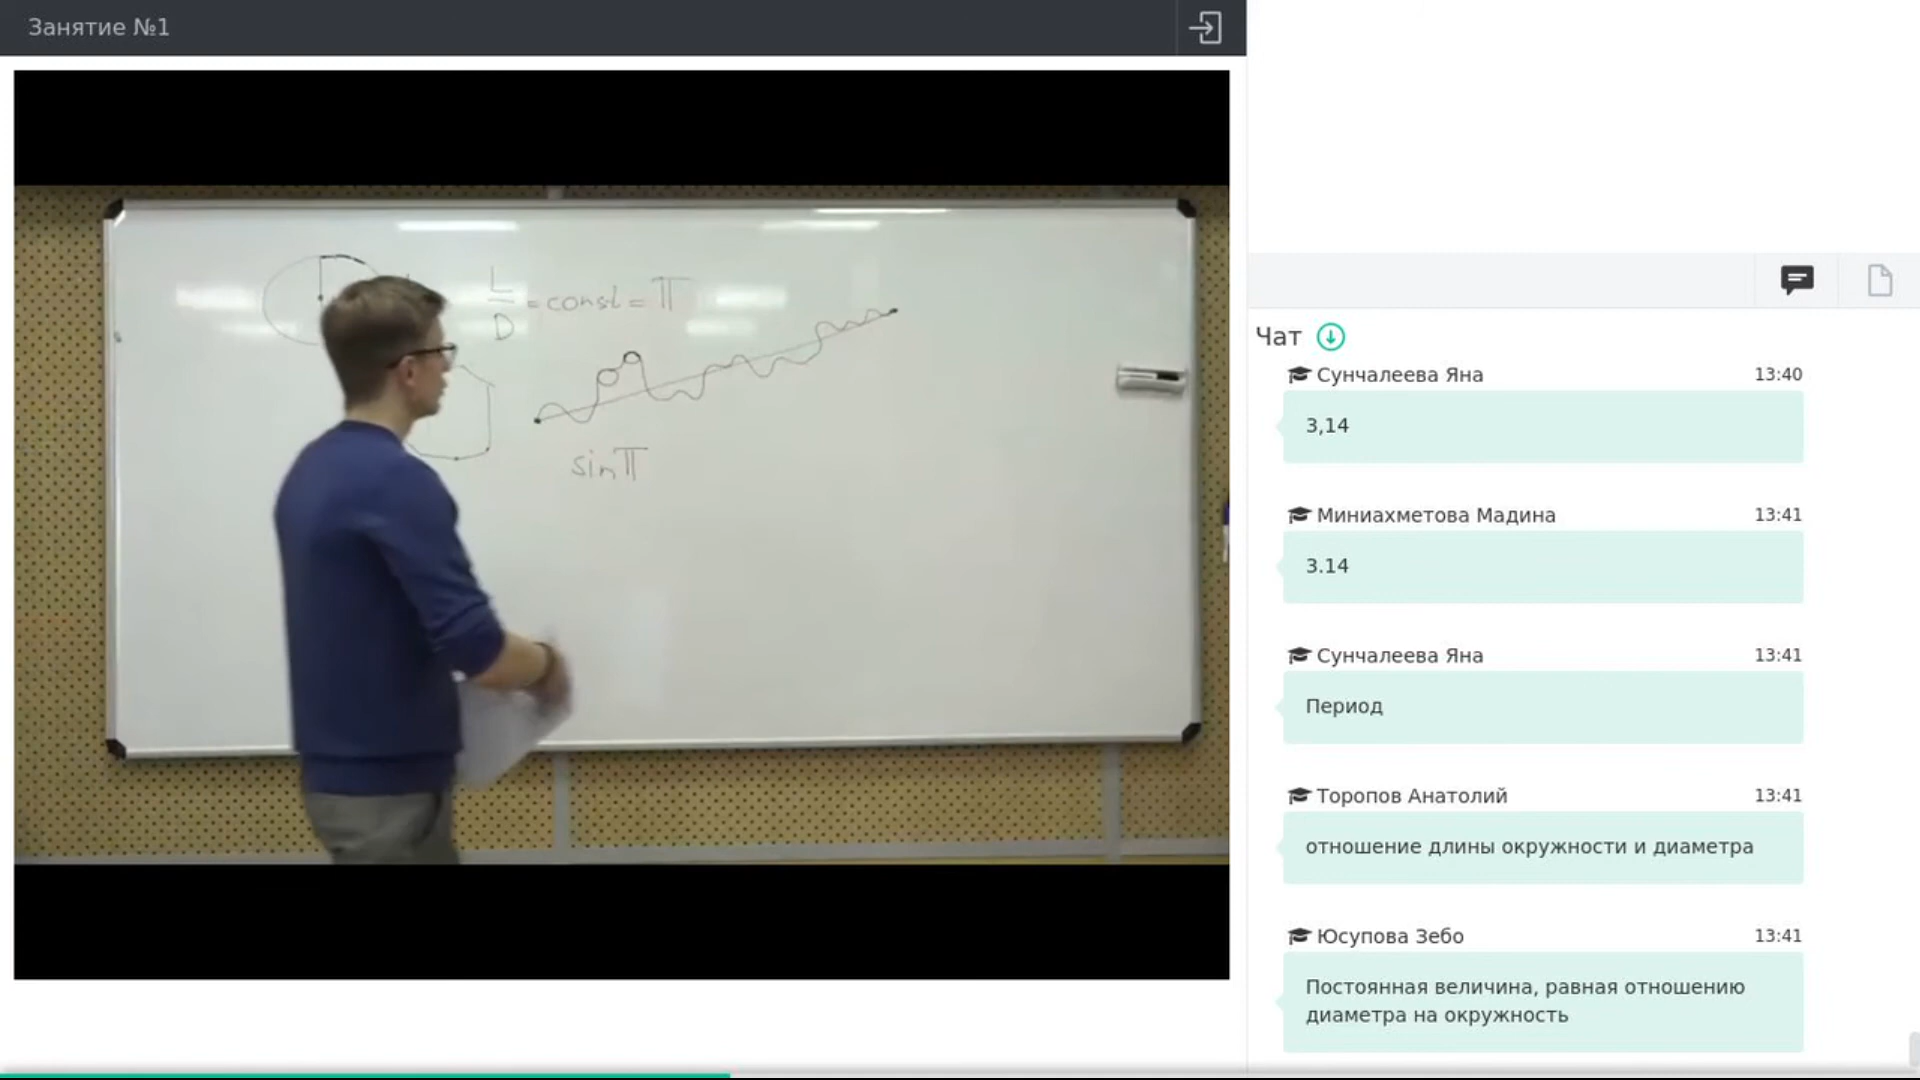 Занятие №1
L
D
= const = π
sin π
Чат
Сунчалеева Яна 13:40
3,14
Миниахметова Мадина 13:41
3.14
Сунчалеева Яна 13:41
Период
Торопов Анатолий 13:41
отношение длины окружности и диаметра
Юсупова Зебо 13:41
Постоянная величина, равная отношению
диаметра на окружность